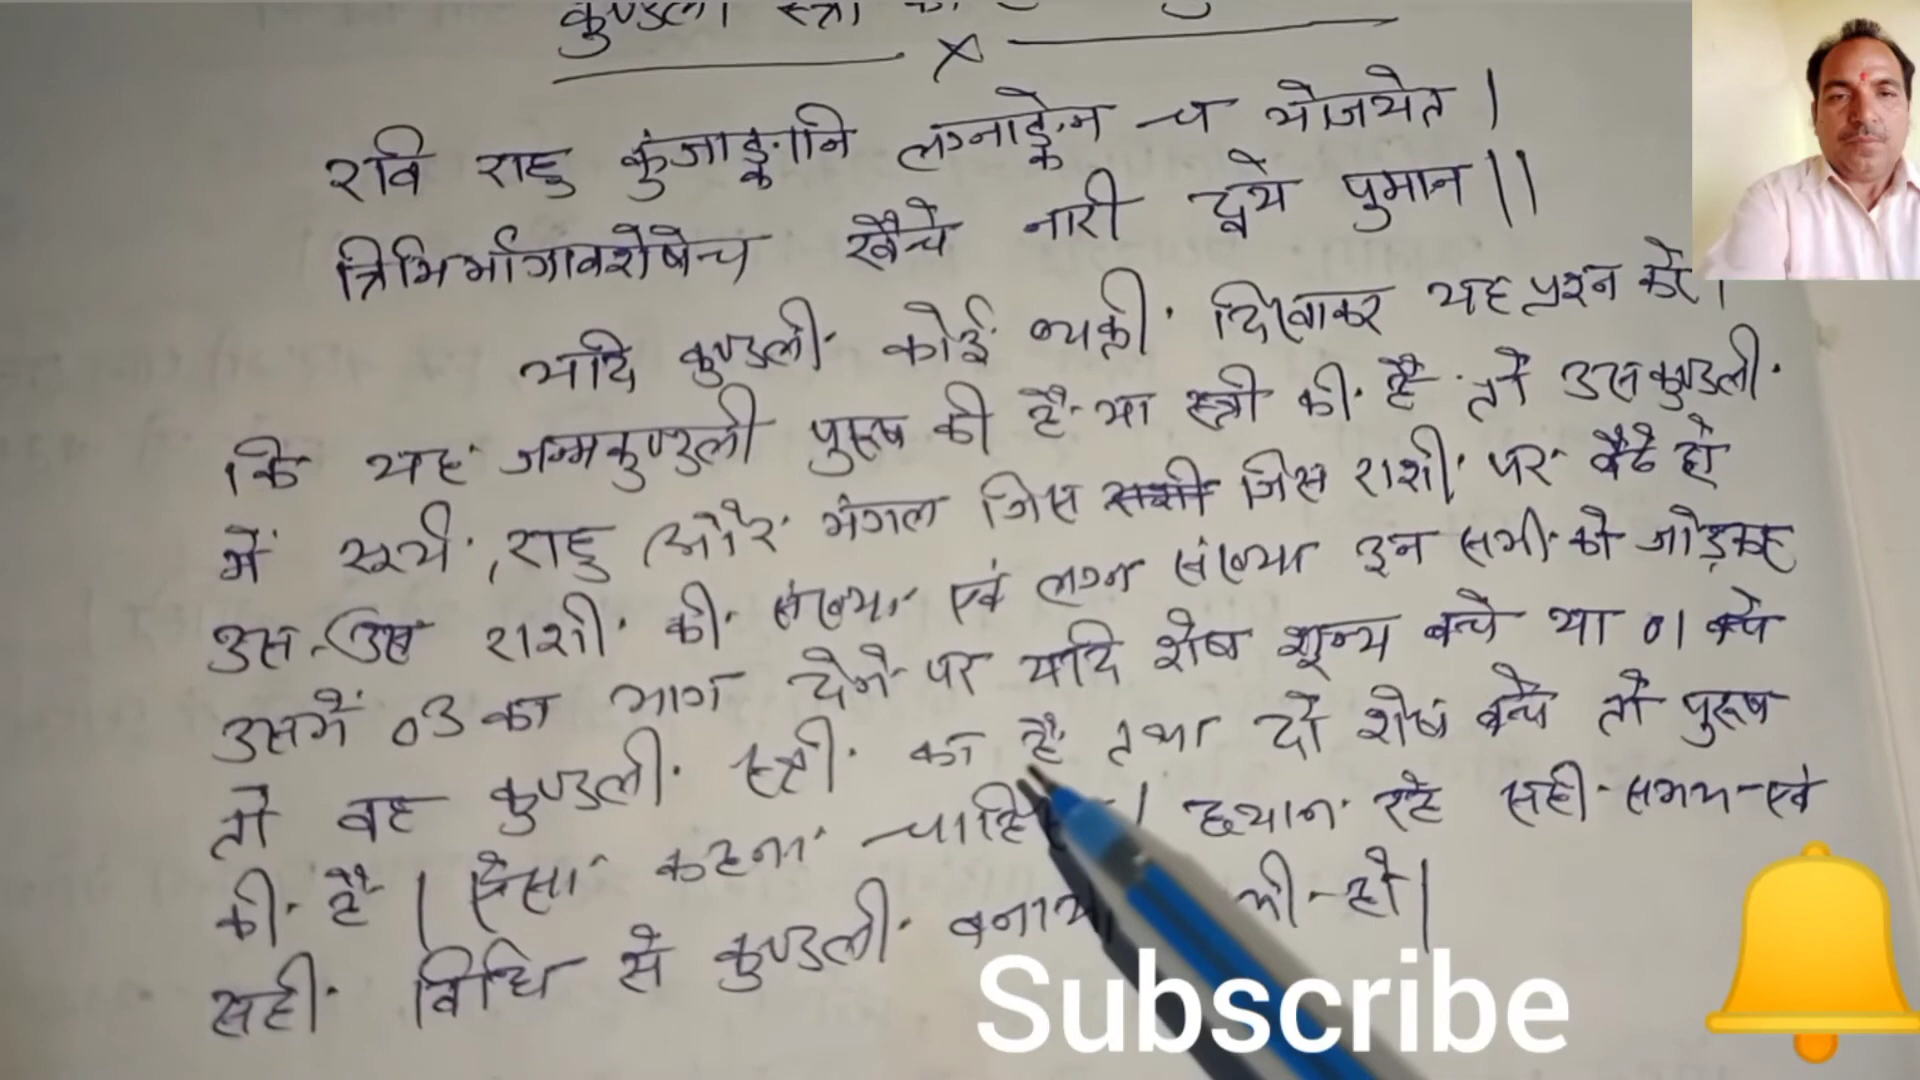 कुण्डली स्त्री
x
रवि राहु कुंजाङ्कानि लग्नाङ्केन च योजयेत ।
त्रिभिर्भागावशेषेच खैचे नारी द्वये पुमान ।।
यदि कुण्डली कोई व्यक्ती दिखाकर यह प्रश्न करे ।
कि यह जन्मकुण्डली पुरूष की है या स्त्री की है तो उस कुण्डली
में सूर्य, राहु और मंगल जिस जिस राशी पर बैठे हो
उस-उस राशी की संख्या एवं लग्न संख्या इन सभी को जोड़कर
उसमें 03 का भाग देने पर यदि शेष शून्य बचे या 01 बचे
तो वह कुण्डली स्त्री का है तथा दो शेष बचे तो पुरूष
की है । ऐसा कहना चाहिए । ध्यान रहे सही समय एवं
सही विधि से कुण्डली बनाया हो ।
Subscribe